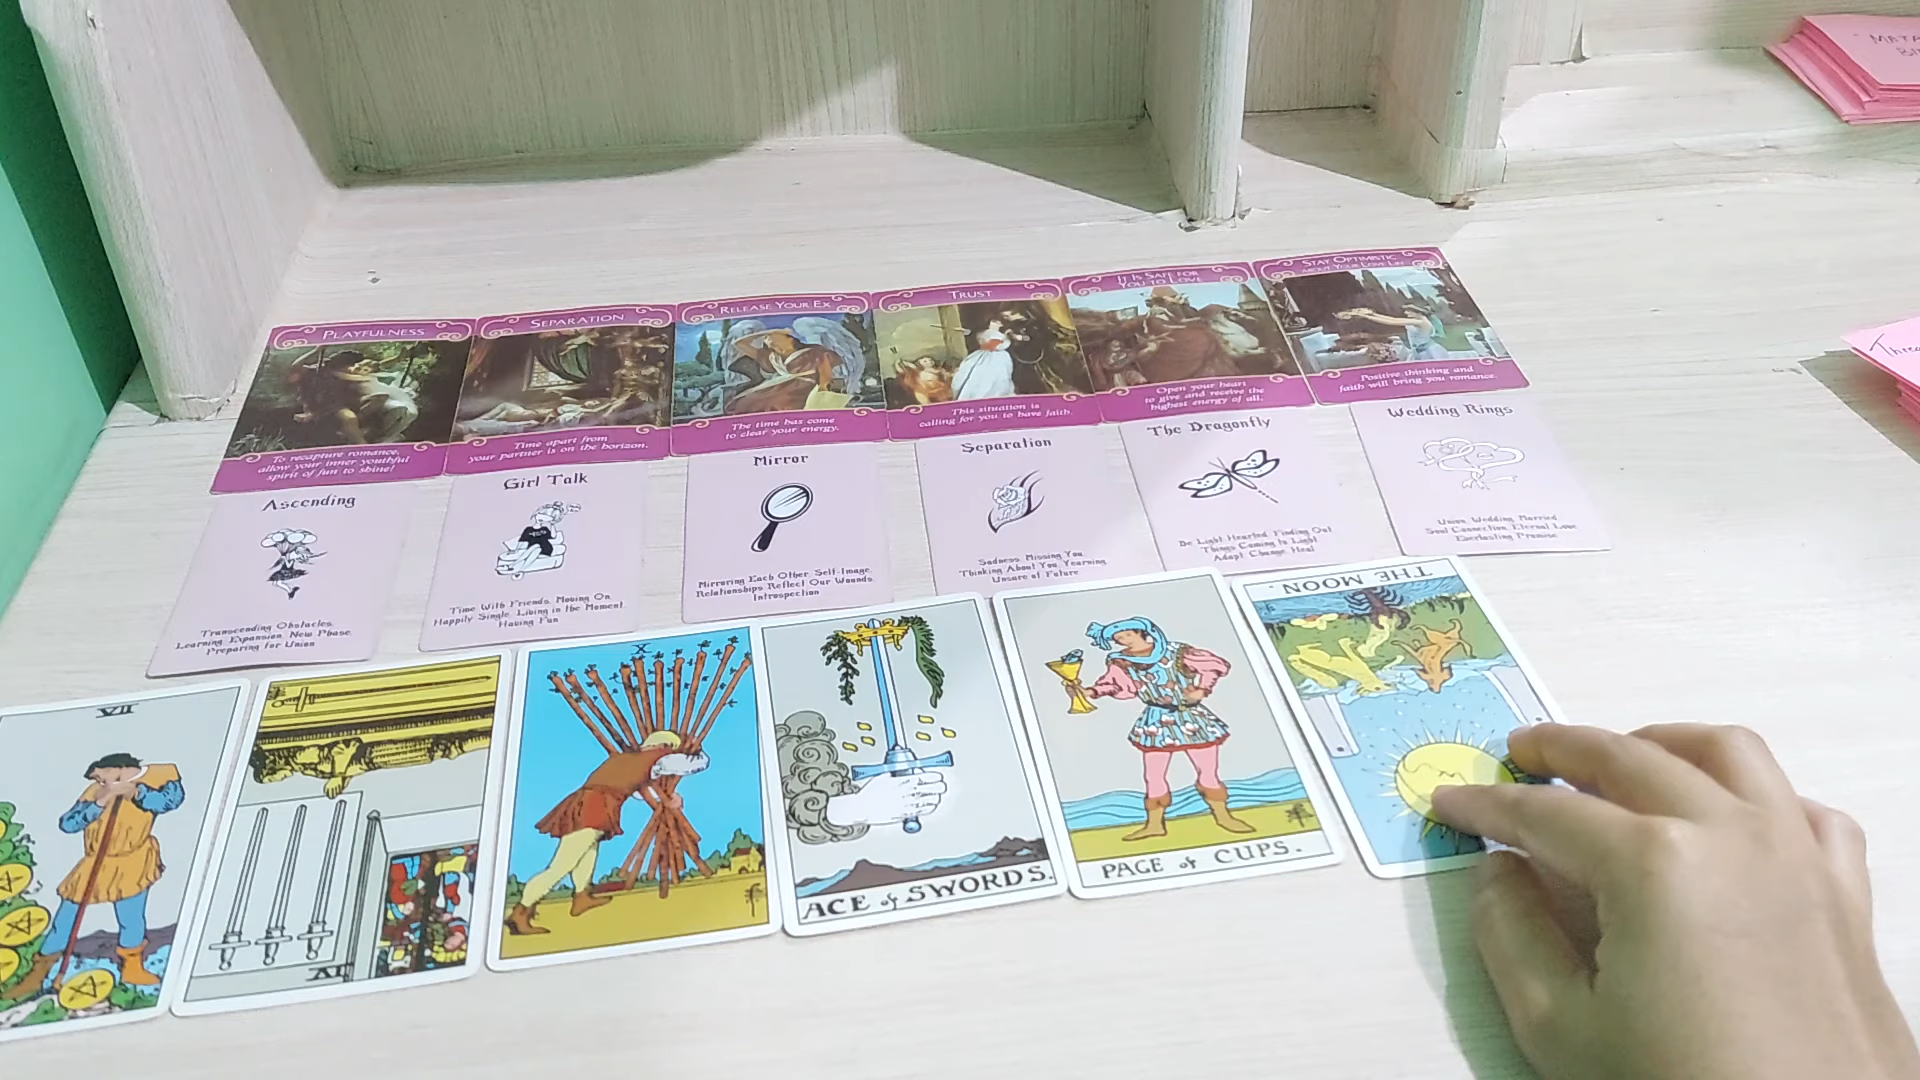 PLAYFULNESS
To recapture romance,
allow your inner youthful
spirit of fun to shine!
SEPARATION
Time apart from
your partner is on the horizon.
RELEASE YOUR EX
The time has come
to clear your energy.
TRUST
This situation is
calling for you to have faith.
IT IS SAFE FOR
YOU TO LOVE
Open your heart
to give and receive the
highest energy of all.
STAY OPTIMISTIC
ABOUT YOUR LOVE LIFE
Positive thinking and
faith will bring you romance.
Ascending
Transcending Obstacles.
Learning. Expansion. New Phase.
Preparing for Union
Girl Talk
Time With Friends. Moving On.
Happily Single. Living in the Moment.
Having Fun
Mirror
Mirroring Each Other. Self-Image.
Relationships Reflect Our Wounds.
Introspection
Separation
Sadness. Missing You.
Thinking About You. Yearning.
Unsure of Future
The Dragonfly
Be Light Hearted. Finding Out
Things Coming to Light
Adapt. Change. Heal
Wedding Rings
Union. Wedding. Married
Soul Connection. Eternal Love
Everlasting Promise
VII
IV
X
ACE of SWORDS.
PAGE of CUPS.
THE MOON.